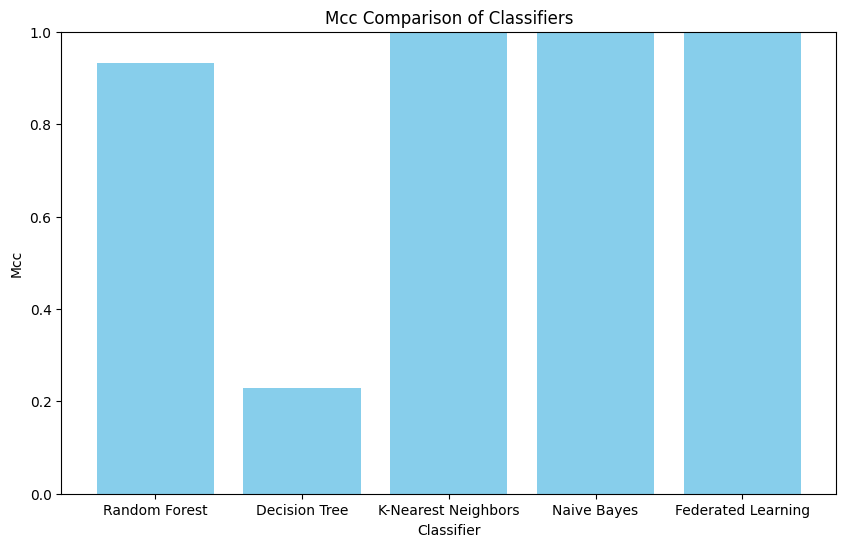 Mcc Comparison of Classifiers
1.0
0.8
0.6
0.4
0.2
0.0
Mcc
Random Forest Decision Tree K-Nearest Neighbors Naive Bayes Federated Learning
Classifier